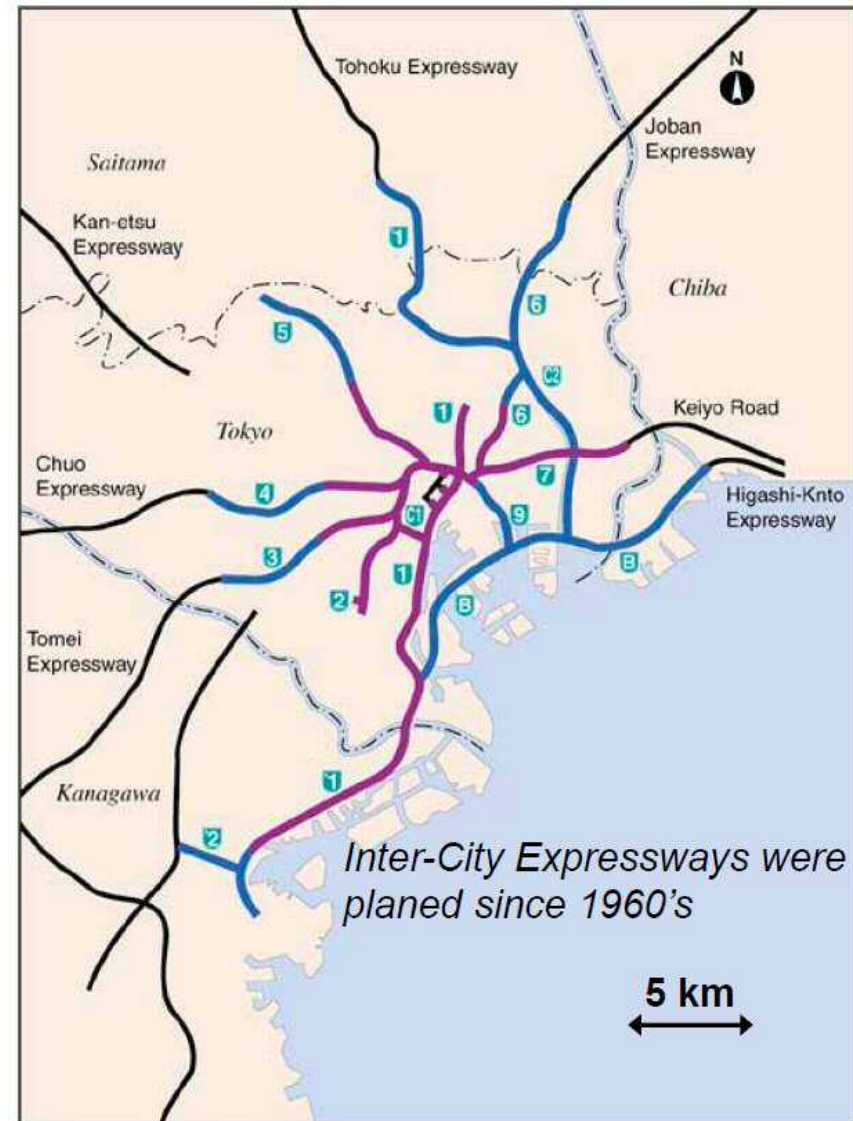 N
Tohoku Expressway
Joban
Expressway
Saitama
Kan-etsu
Expressway
1
Chiba
6
5
C2
1
6
Keiyo Road
Tokyo
7
Chuo
Expressway
4
9
Higashi-Knto
Expressway
C1
3
1
B
2
B
Tomei
Expressway
1
Kanagawa
2
Inter-City Expressways were
planed since 1960's
5 km